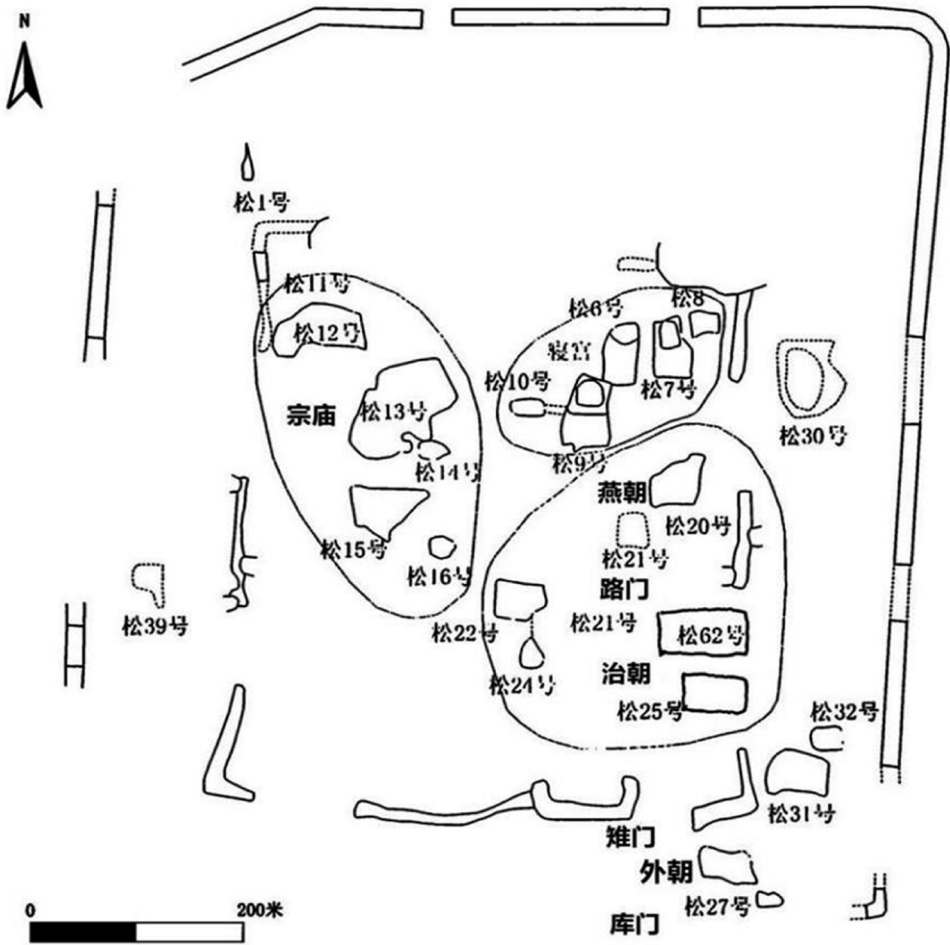 N
松1号
松11号
松12号
松6号
松8
寝宫
松10号
松7号
宗庙
松13号
松30号
松14号
松9号
燕朝
松20号
松15号
松21号
松16号
路门
松39号
松22号
松21号
松62号
治朝
松24号
松25号
松32号
松31号
雉门
外朝
松27号
库门
0
200米